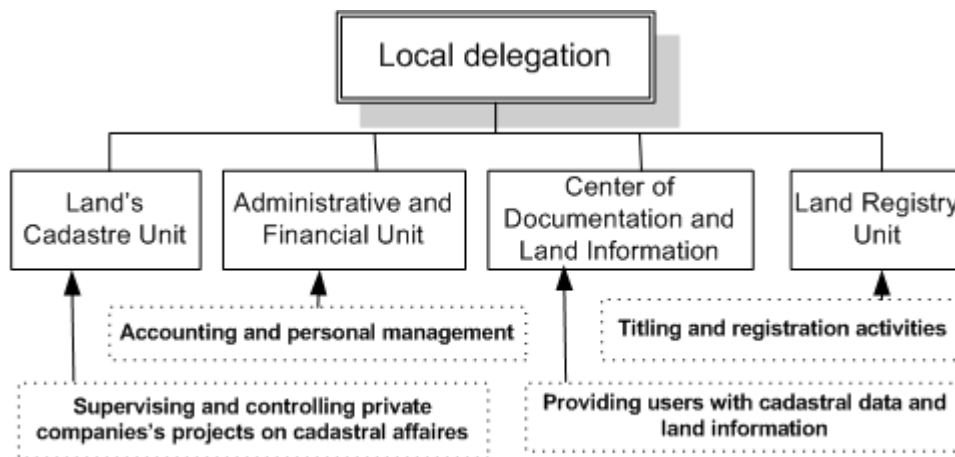 Local delegation
Land's
Cadastre Unit
Administrative and
Financial Unit
Center of
Documentation and
Land Information
Land Registry
Unit
Accounting and personal management
Titling and registration activities
Supervising and controlling private
companies's projects on cadastral affaires
Providing users with cadastral data and
land information